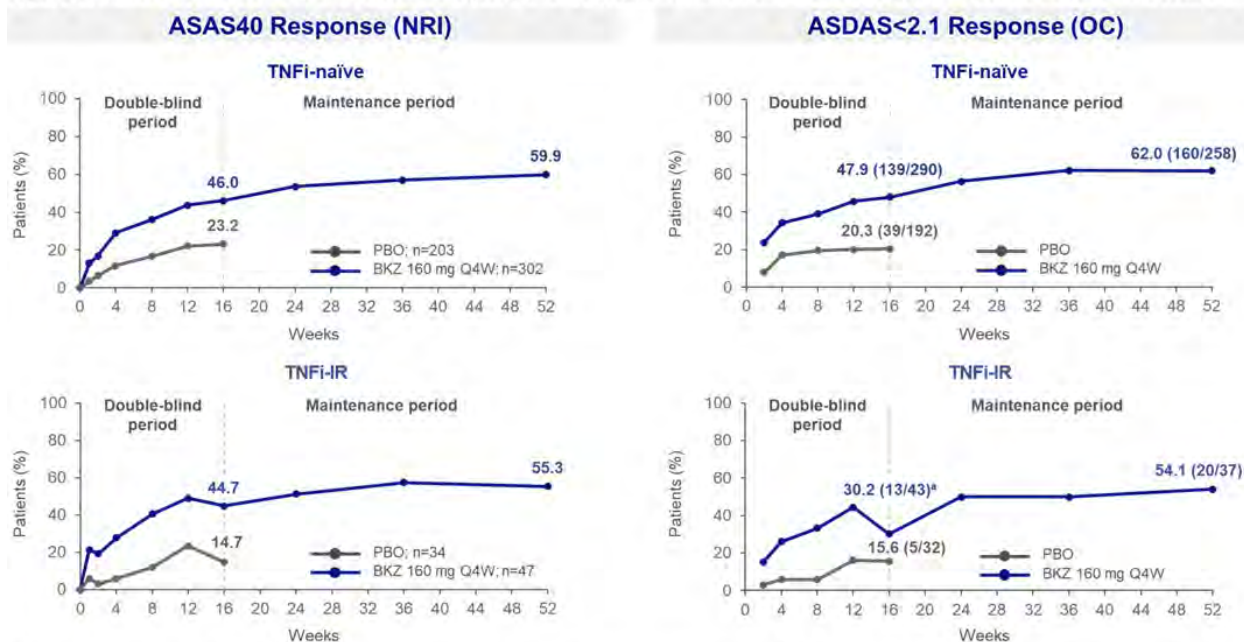 ASAS40 Response (NRI)
TNFi-naïve
100
80
60
40
20
0
Patients (%)
Double-blind
period
Maintenance period
46.0
23.2
59.9
PBO; n=203
BKZ 160 mg Q4W; n=302
0 4 8 12 16 20 24 28 32 36 40 44 48 52
Weeks
TNFi-IR
100
80
60
40
20
0
Patients (%)
Double-blind
period
Maintenance period
44.7
14.7
55.3
PBO; n=34
BKZ 160 mg Q4W; n=47
0 4 8 12 16 20 24 28 32 36 40 44 48 52
Weeks
ASDAS<2.1 Response (OC)
TNFi-naïve
100
80
60
40
20
0
Patients (%)
Double-blind
period
Maintenance period
47.9 (139/290)
20.3 (39/192)
62.0 (160/258)
PBO
BKZ 160 mg Q4W
0 4 8 12 16 20 24 28 32 36 40 44 48 52
Weeks
TNFi-IR
100
80
60
40
20
0
Patients (%)
Double-blind
period
Maintenance period
30.2 (13/43)ᵃ
15.6 (5/32)
54.1 (20/37)
PBO
BKZ 160 mg Q4W
0 4 8 12 16 20 24 28 32 36 40 44 48 52
Weeks